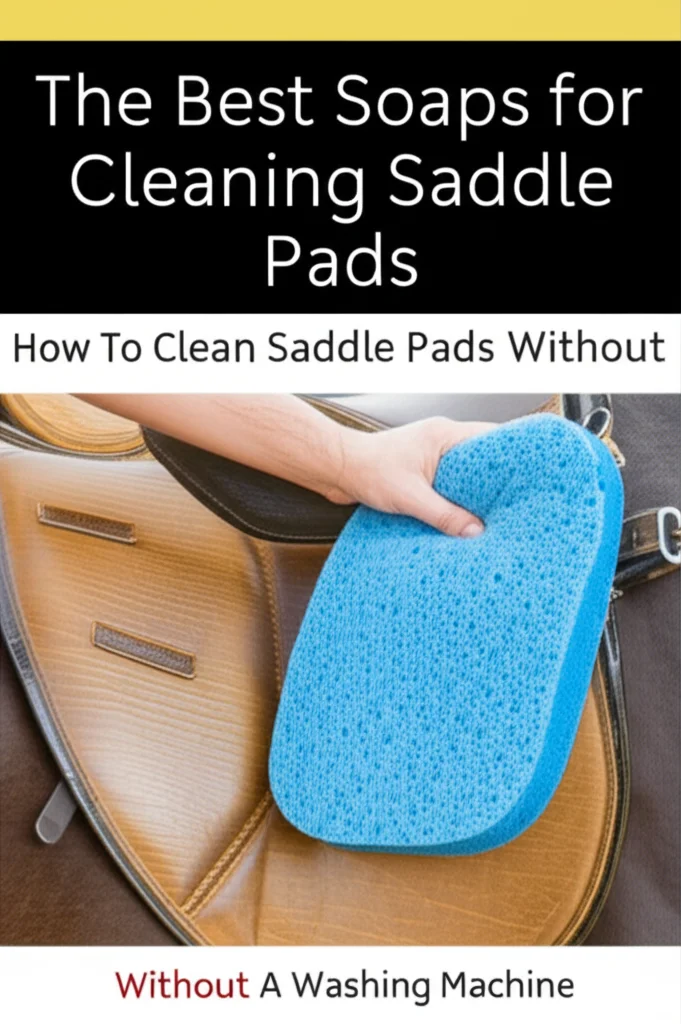 The Best Soaps for
Cleaning Saddle
Pads
How To Clean Saddle Pads Without
Without A Washing Machine